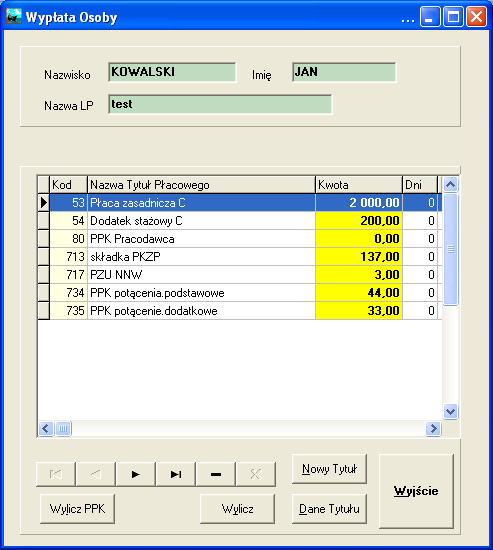 Wypłata Osoby ...
Nazwisko KOWALSKI Imię JAN
Nazwa LP test
Kod Nazwa Tytuł Płacowego Kwota Dni
53 Płaca zasadnicza C 2 000,00 0
54 Dodatek stażowy C 200,00 0
80 PPK Pracodawca 0,00 0
713 składka PKZP 137,00 0
717 PZU NNW 3,00 0
734 PPK potącenia.podstawowe 44,00 0
735 PPK potącenie.dodatkowe 33,00 0
Nowy Tytuł
Wyjście
Wylicz PPK Wylicz Dane Tytułu